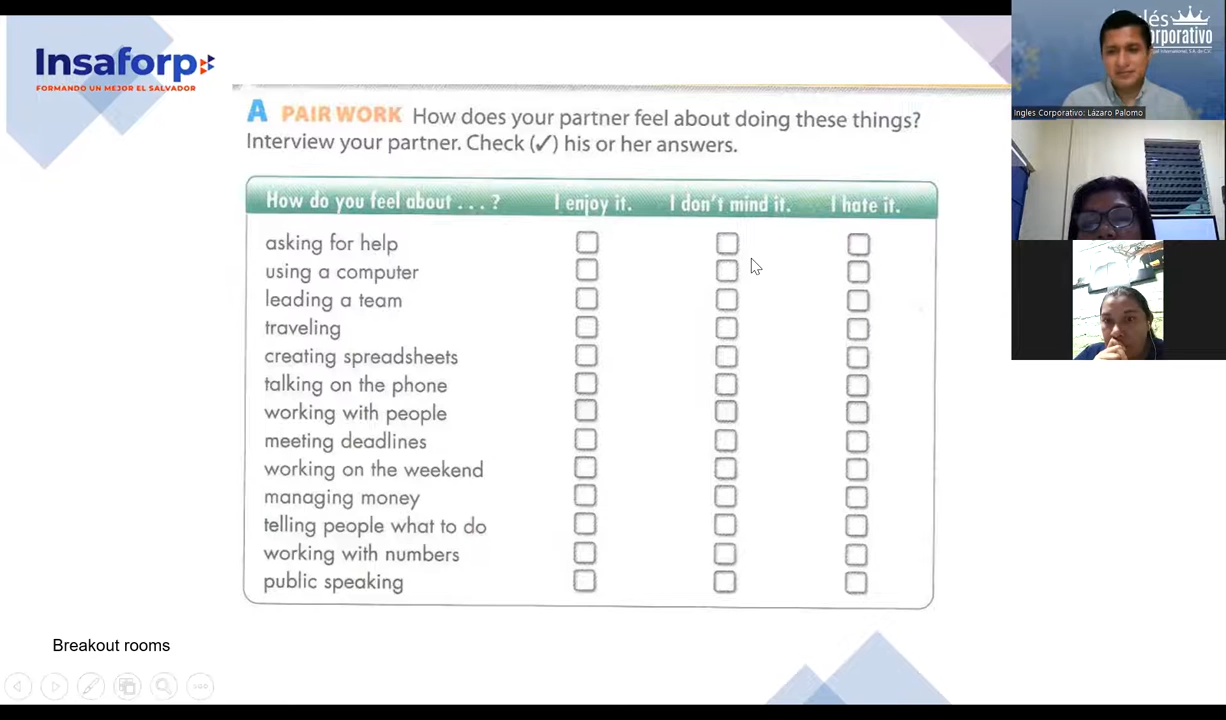 Insaforp
FORMANDO UN MEJOR EL SALVADOR
A PAIR WORK How does your partner feel about doing these things?
Interview your partner. Check (✓) his or her answers.
How do you feel about . . . ? I enjoy it. I don't mind it. I hate it.
asking for help
using a computer
leading a team
traveling
creating spreadsheets
talking on the phone
working with people
meeting deadlines
working on the weekend
managing money
telling people what to do
working with numbers
public speaking
Breakout rooms
Inglés
Corporativo
Ingles Corporativo: Lázaro Palomo